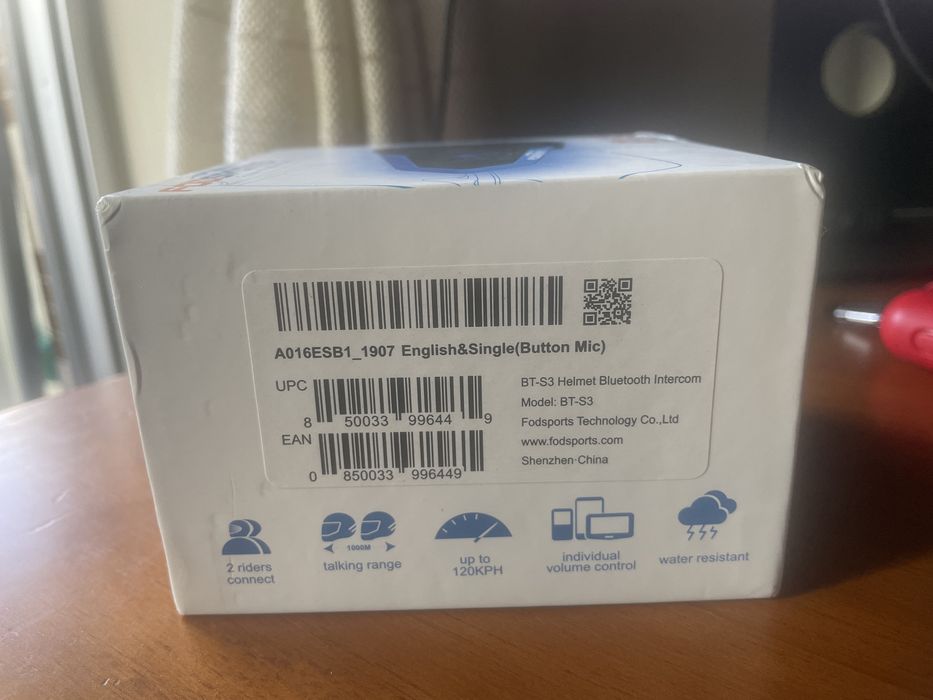 A016ESB1_1907 English&Single(Button Mic)
UPC
8 50033 99644 9
EAN
0 850033 996449
BT-S3 Helmet Bluetooth Intercom
Model: BT-S3
Fodsports Technology Co.,Ltd
www.fodsports.com
Shenzhen·China
2 riders
connect
1000M
talking range
up to
120KPH
individual
volume control
water resistant